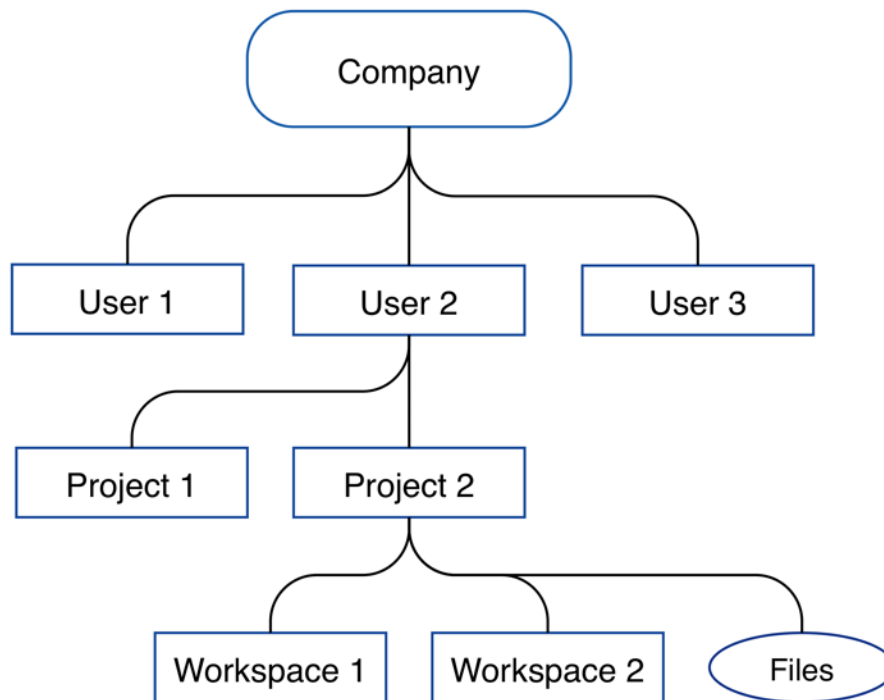 Company
User 1
User 2
User 3
Project 1
Project 2
Workspace 1
Workspace 2
Files